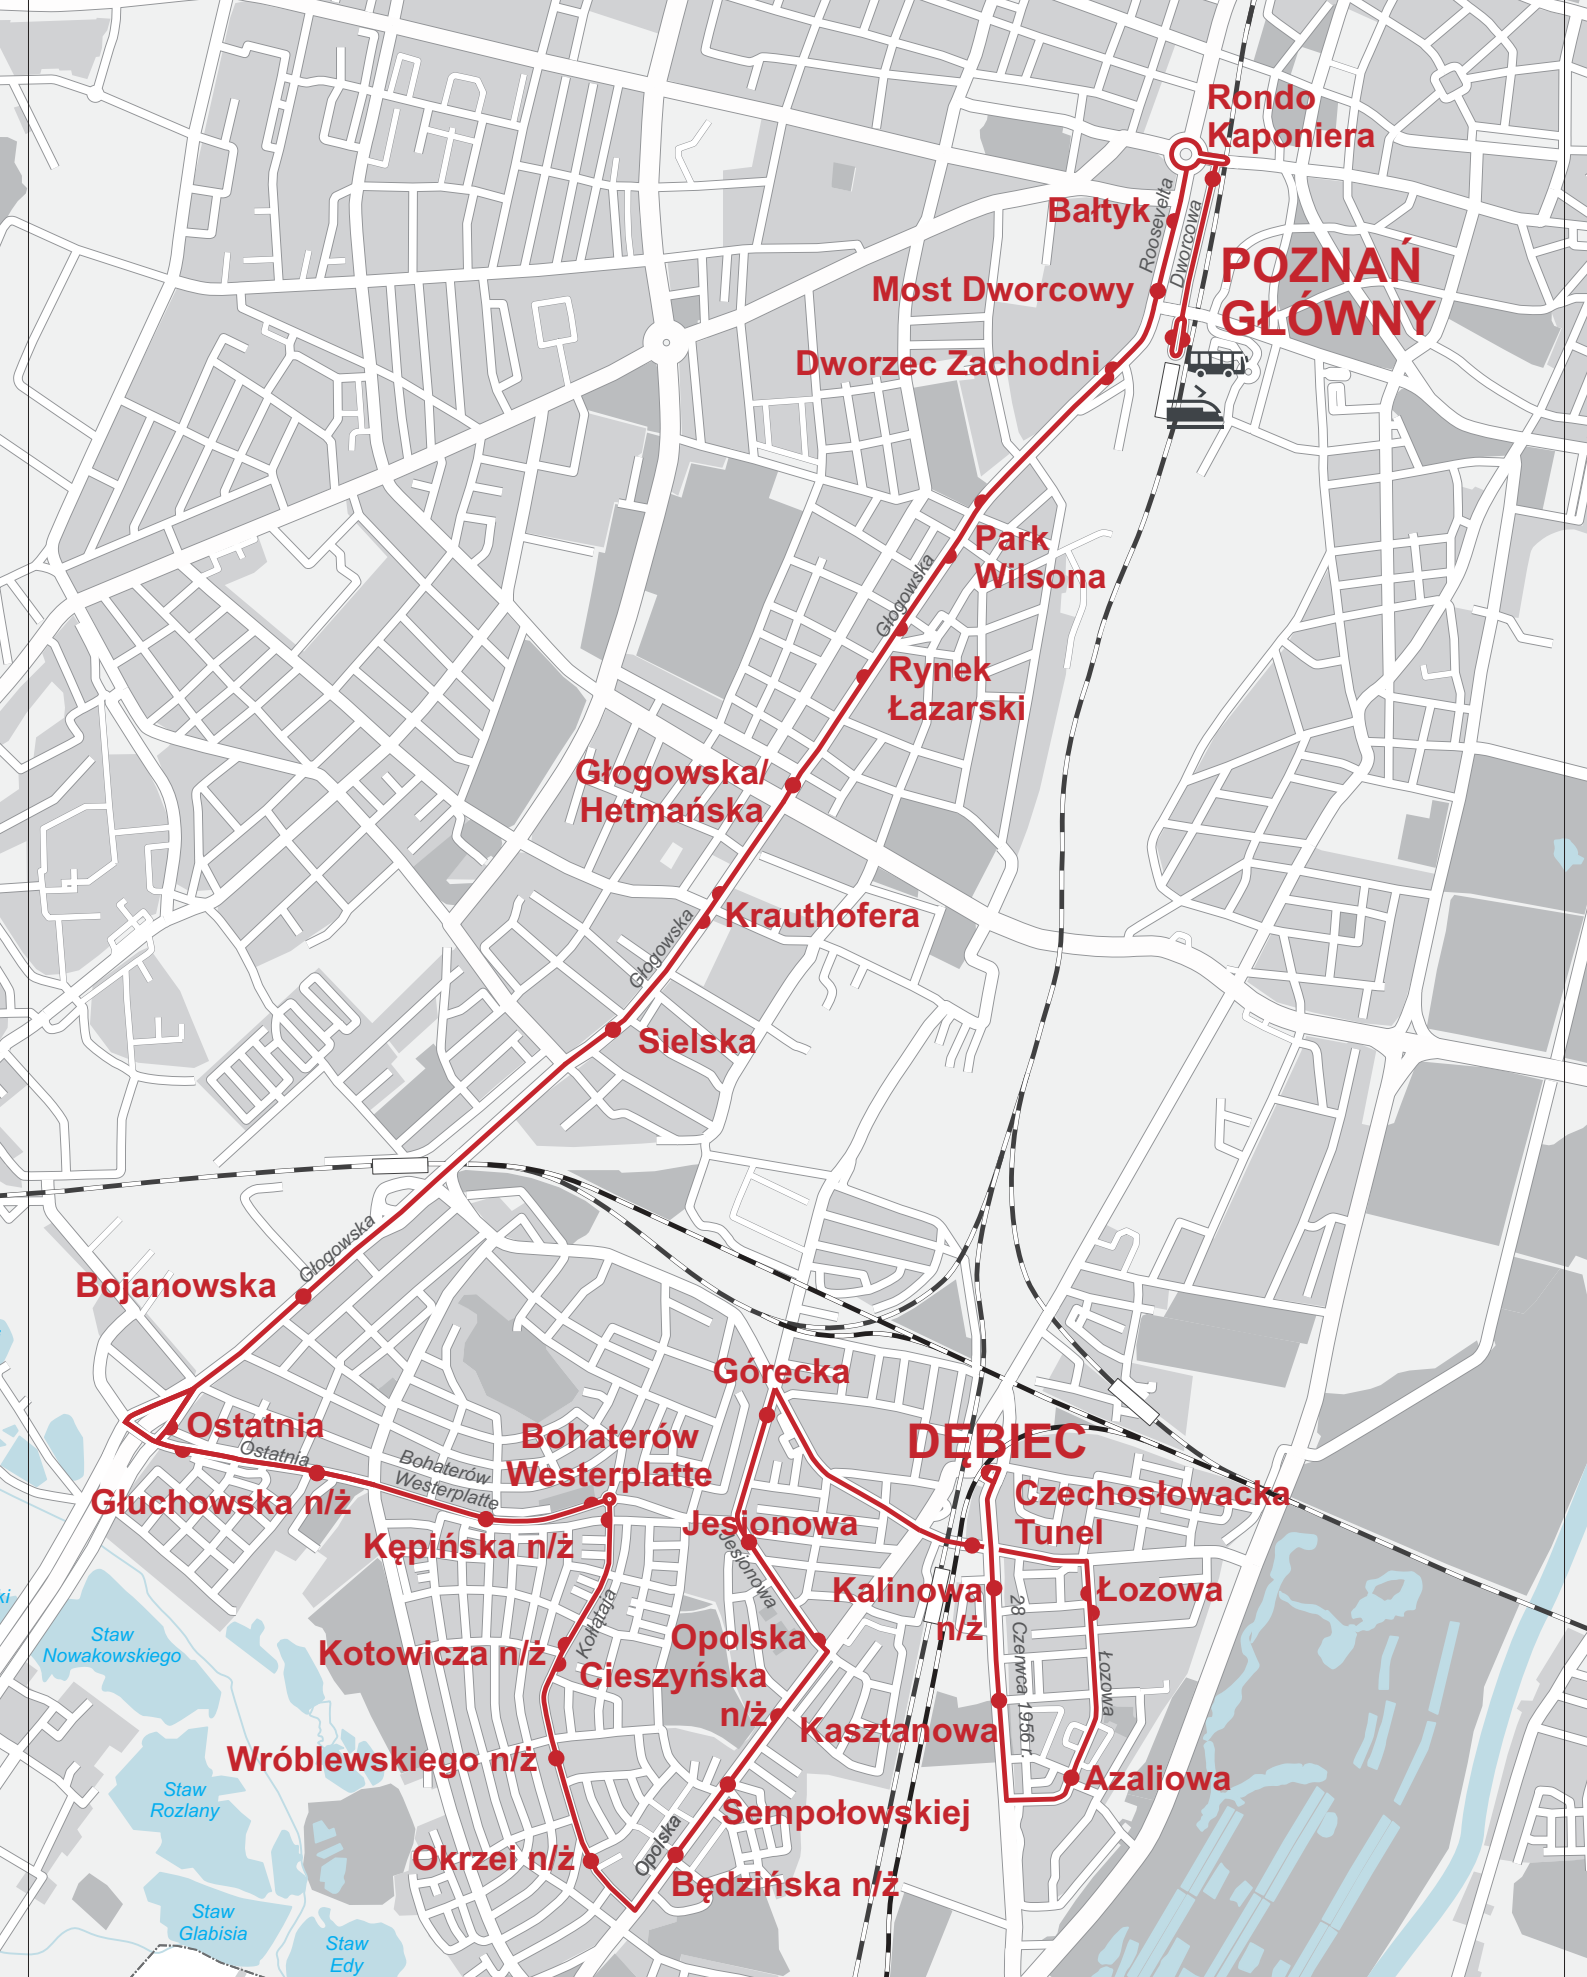 Rondo
Kaponiera
Roosevelta
Dworcowa
Bałtyk
POZNAŃ
GŁÓWNY
Most Dworcowy
Dworzec Zachodni
Park
Wilsona
Głogowska
Rynek
Łazarski
Głogowska/
Hetmańska
Krauthofera
Głogowska
Sielska
Głogowska
Bojanowska
Górecka
Ostatnia
Ostatnia
Bohaterów
Westerplatte
Bohaterów
Westerplatte
DĘBIEC
Głuchowska n/ż
Czechosłowacka
Tunel
Kępińska n/ż
Jesionowa
Jesionowa
Kalinowa
n/ż
Łozowa
ki
Staw
Nowakowskiego
Kołłątaja
Kotowicza n/ż
Opolska
28 Czerwca 1956 r.
Łozowa
Cieszyńska
n/ż
Kasztanowa
Wróblewskiego n/ż
Azaliowa
Staw
Rozlany
Sempołowskiej
Opolska
Okrzei n/ż
Będzińska n/ż
Staw
Glabisia
Staw
Edy